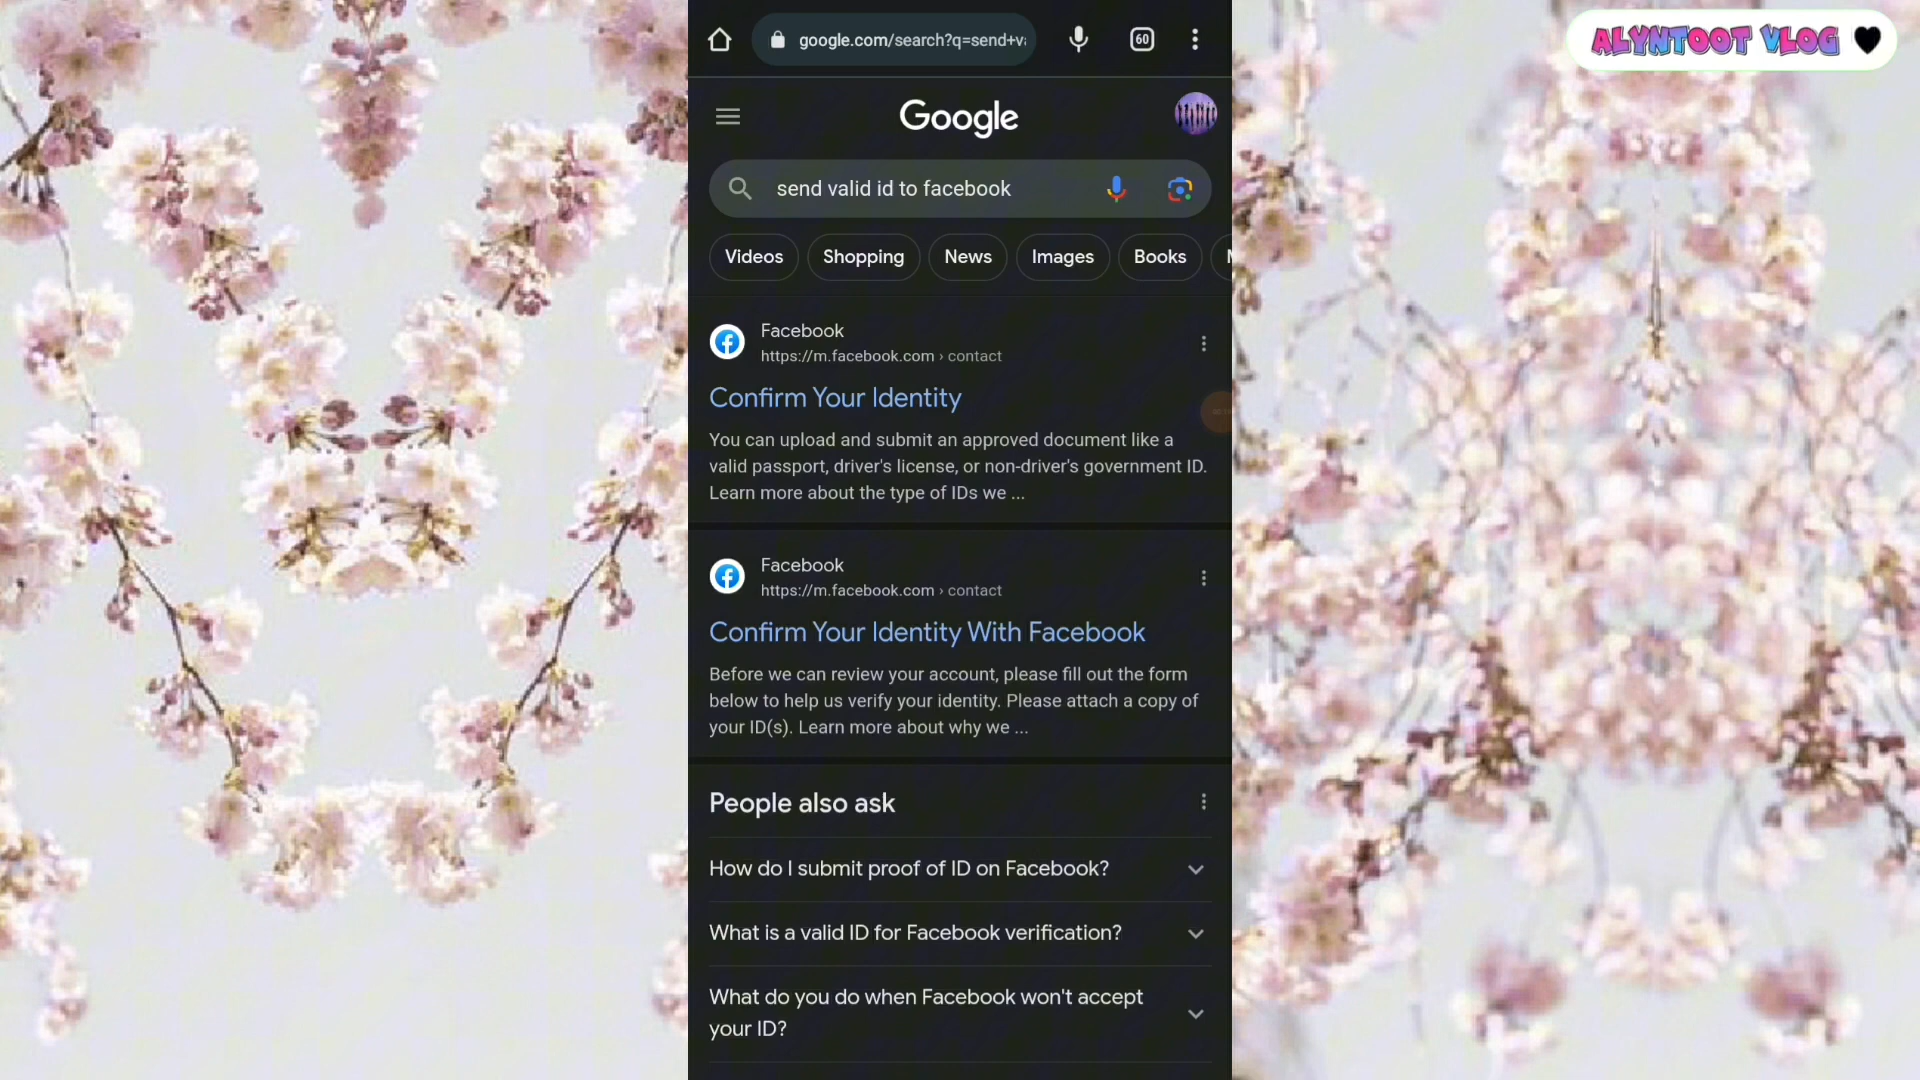 google.com/search?q=send+v
60
ALYNTOOT VLOG
Google
send valid id to facebook
Videos
Shopping
News
Images
Books
Facebook
https://m.facebook.com › contact
Confirm Your Identity
You can upload and submit an approved document like a
valid passport, driver's license, or non-driver's government ID.
Learn more about the type of IDs we ...
Facebook
https://m.facebook.com › contact
Confirm Your Identity With Facebook
Before we can review your account, please fill out the form
below to help us verify your identity. Please attach a copy of
your ID(s). Learn more about why we ...
People also ask
How do I submit proof of ID on Facebook?
What is a valid ID for Facebook verification?
What do you do when Facebook won't accept
your ID?